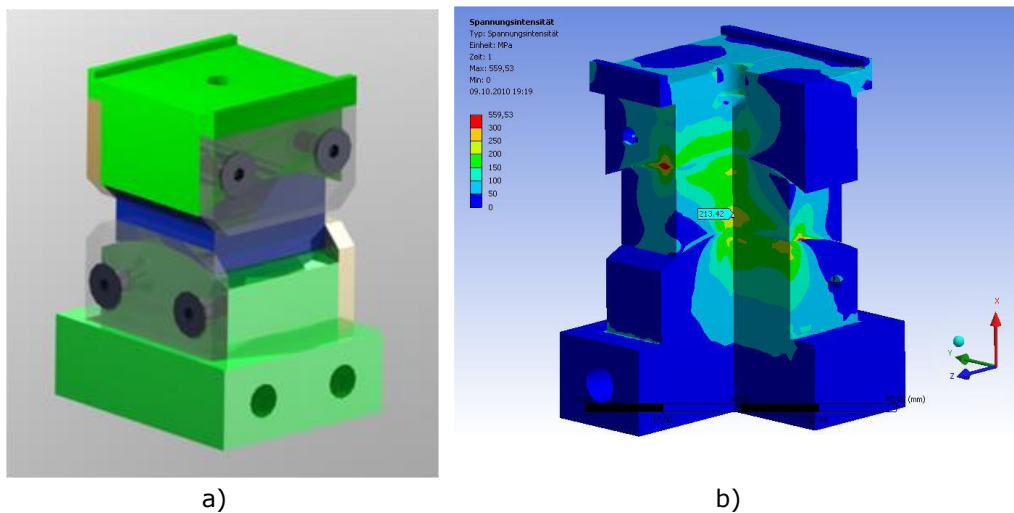 Spannungsintensität
Typ: Spannungsintensität
Einheit: MPa
Zeit: 1
Max: 559,53
Min: 0
09.10.2010 19:19
559,53
300
250
200
150
100
50
0
213.42
X
Y
Z
(mm)
a)
b)